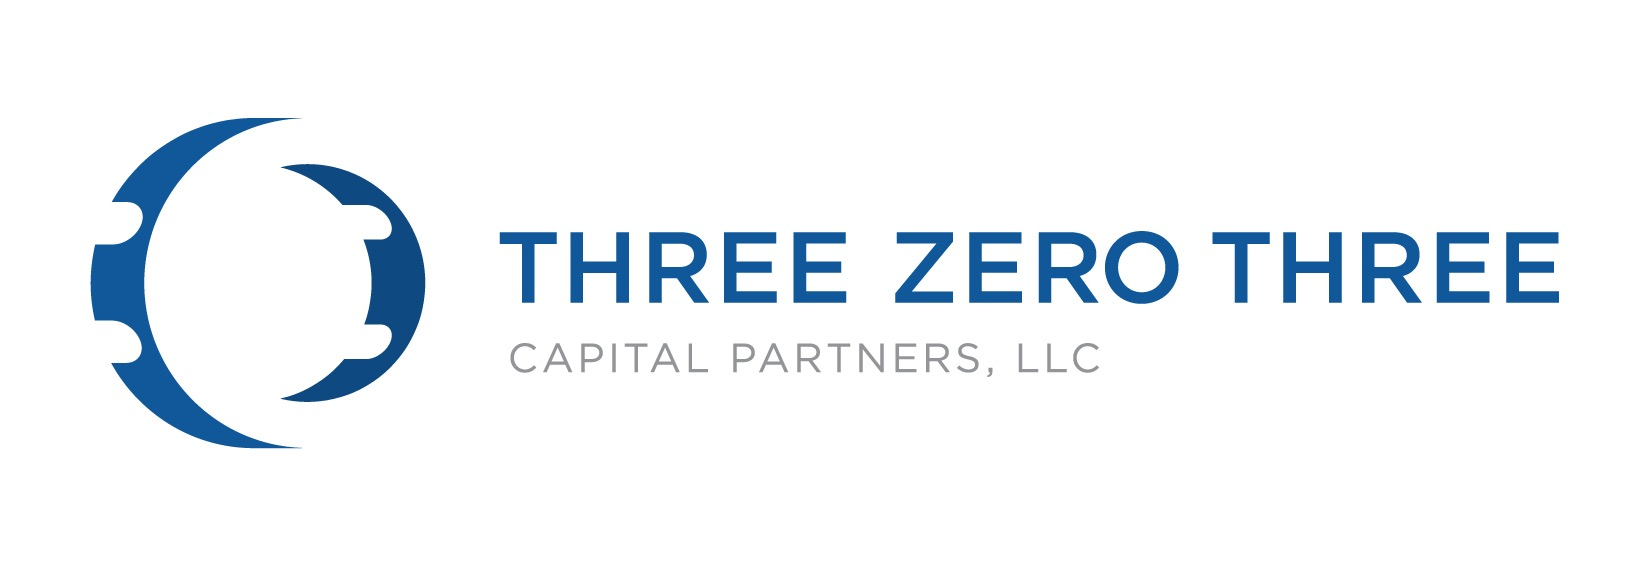 THREE ZERO THREE
CAPITAL PARTNERS, LLC